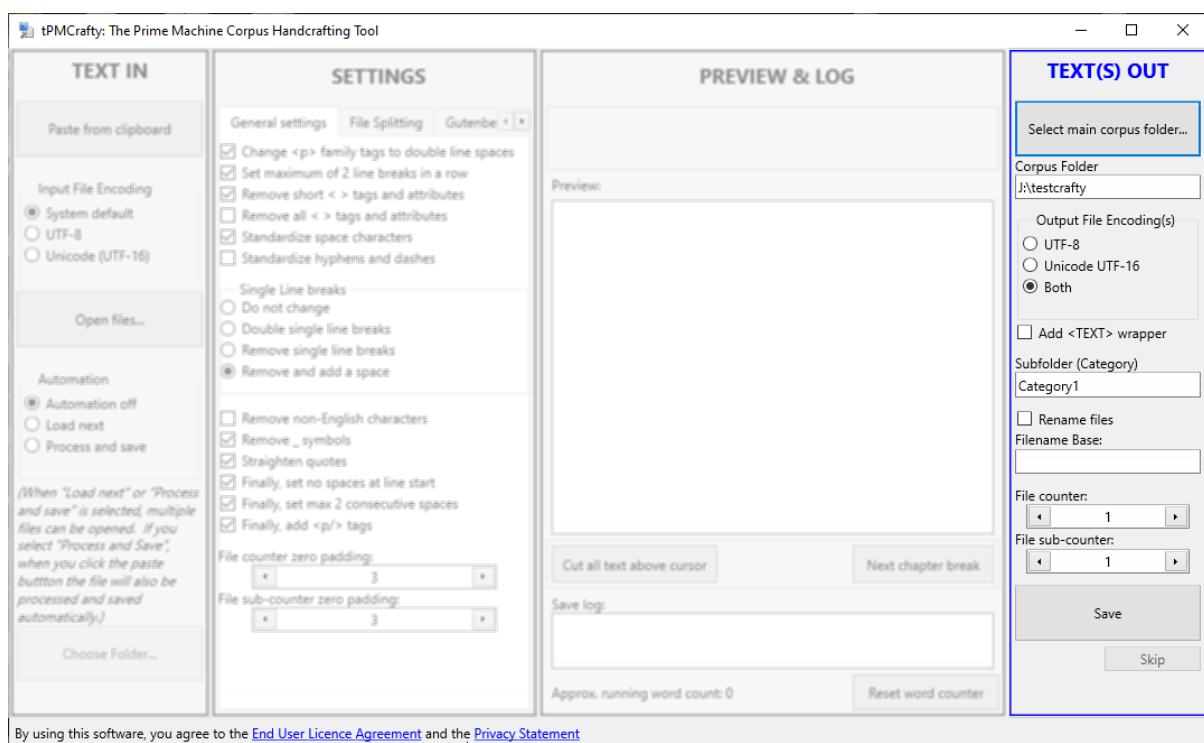 tPMCrafty: The Prime Machine Corpus Handcrafting Tool
TEXT IN
Paste from clipboard
Input File Encoding
System default
UTF-8
Unicode (UTF-16)
Open files...
Automation
Automation off
Load next
Process and save
(When "Load next" or "Process
and save" is selected, multiple
files can be opened. If you
select "Process and Save",
when you click the paste
buttton the file will also be
processed and saved
automatically.)
Choose Folder...
SETTINGS
General settings File Splitting Gutenbe
Change <p> family tags to double line spaces
Set maximum of 2 line breaks in a row
Remove short < > tags and attributes
Remove all < > tags and attributes
Standardize space characters
Standardize hyphens and dashes
Single Line breaks
Do not change
Double single line breaks
Remove single line breaks
Remove and add a space
Remove non-English characters
Remove _ symbols
Straighten quotes
Finally, set no spaces at line start
Finally, set max 2 consecutive spaces
Finally, add <p/> tags
File counter zero padding:
3
File sub-counter zero padding:
3
PREVIEW & LOG
Preview:
Cut all text above cursor
Next chapter break
Save log:
Approx. running word count: 0
Reset word counter
TEXT(S) OUT
Select main corpus folder...
Corpus Folder
J:\testcrafty
Output File Encoding(s)
UTF-8
Unicode UTF-16
Both
Add <TEXT> wrapper
Subfolder (Category)
Category1
Rename files
Filename Base:
File counter:
1
File sub-counter:
1
Save
Skip
By using this software, you agree to the End User Licence Agreement and the Privacy Statement